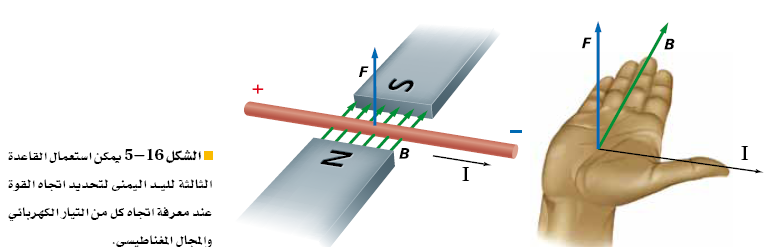 الشكل 16–5 يمكن استعمال القاعدة
الثالثة لليد اليمنى لتحديد اتجاه القوة
عند معرفة اتجاه كل من التيار الكهربائي
والمجال المغناطيسي.
+
F
S
–
N
B
I
F
B
I